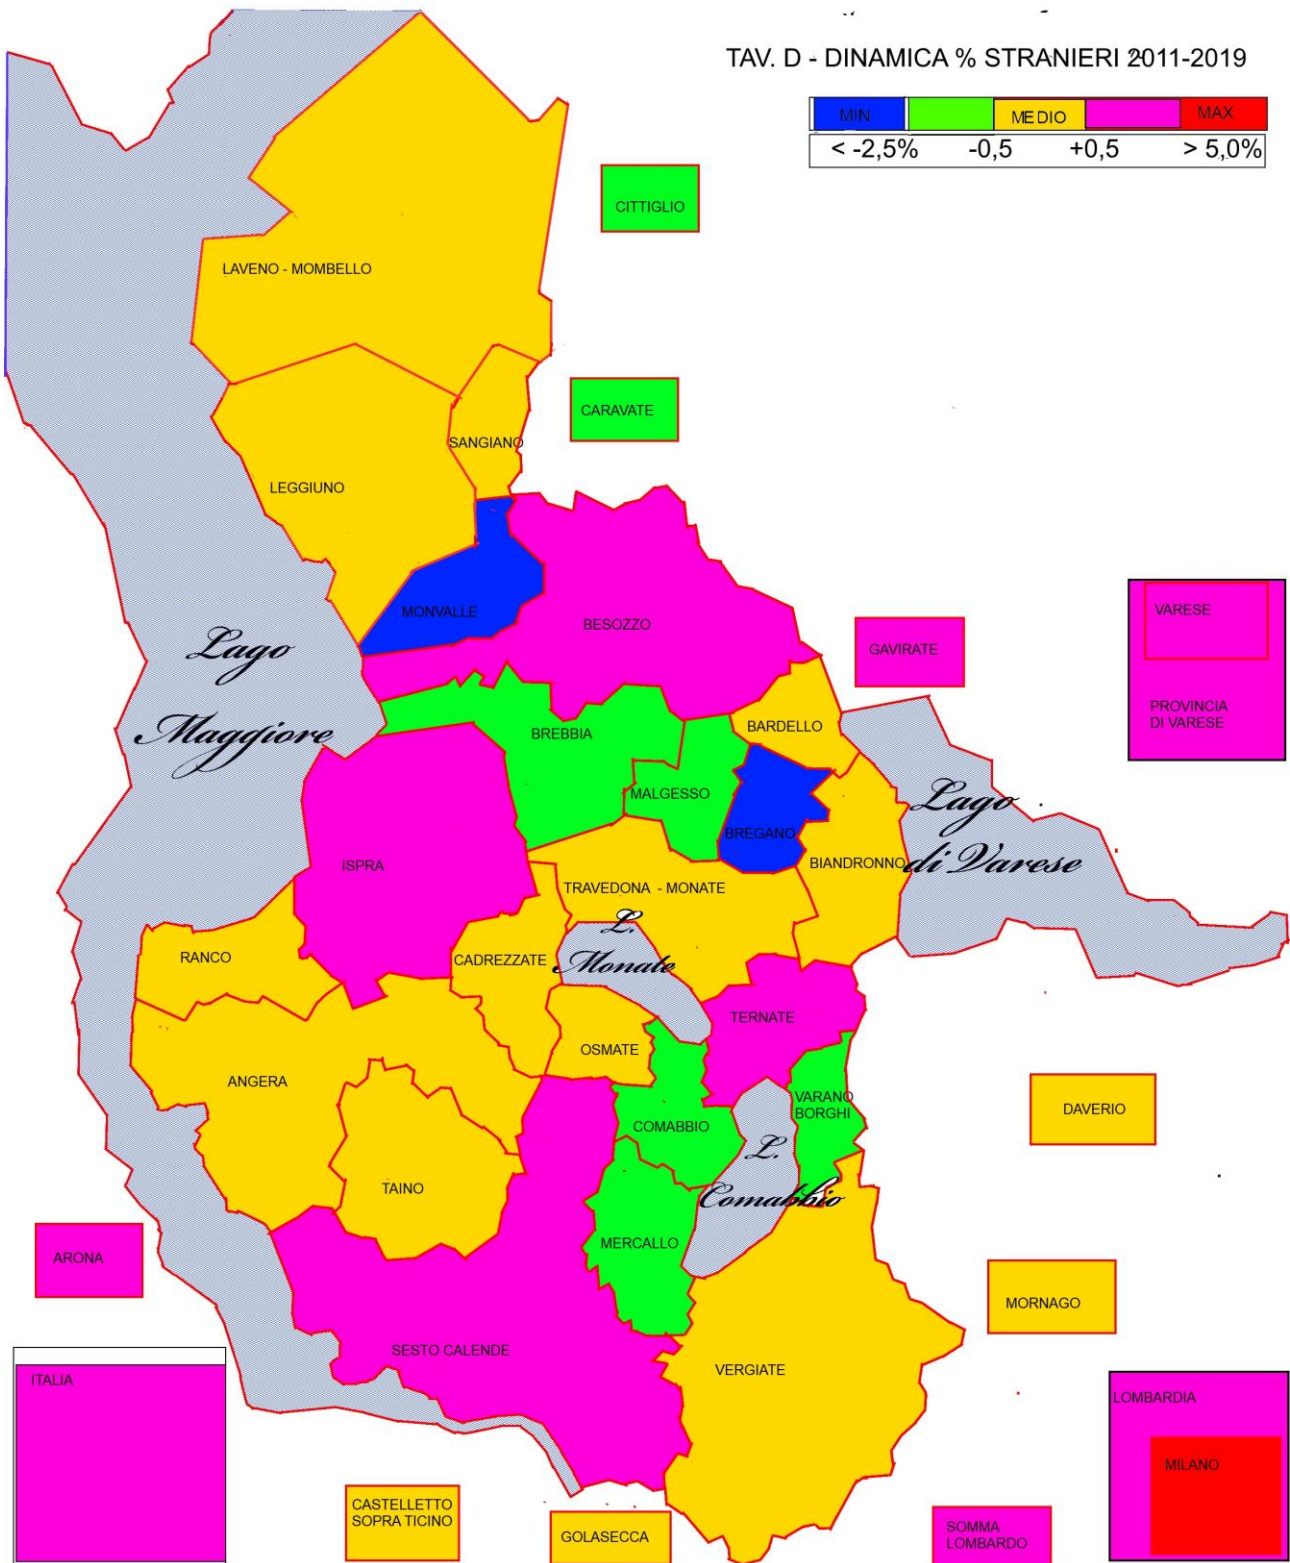 TAV. D - DINAMICA % STRANIERI 2011-2019
MIN MEDIO MAX
< -2,5% -0,5 +0,5 > 5,0%
CITTIGLIO
LAVENO - MOMBELLO
CARAVATE
SANGIANO
LEGGIUNO
MONVALLE
BESOZZO
VARESE
GAVIRATE
Lago
Maggiore
PROVINCIA
DI VARESE
BARDELLO
BREBBIA
MALGESSO
BREGANO
Lago
di Varese
BIANDRONNO
ISPRA
TRAVEDONA - MONATE
L.
Monate
RANCO
CADREZZATE
TERNATE
OSMATE
ANGERA
VARANO
BORGHI
DAVERIO
COMABBIO
L.
Comabbio
TAINO
MERCALLO
ARONA
MORNAGO
SESTO CALENDE
VERGIATE
ITALIA
LOMBARDIA
MILANO
CASTELLETTO
SOPRA TICINO
GOLASECCA
SOMMA
LOMBARDO